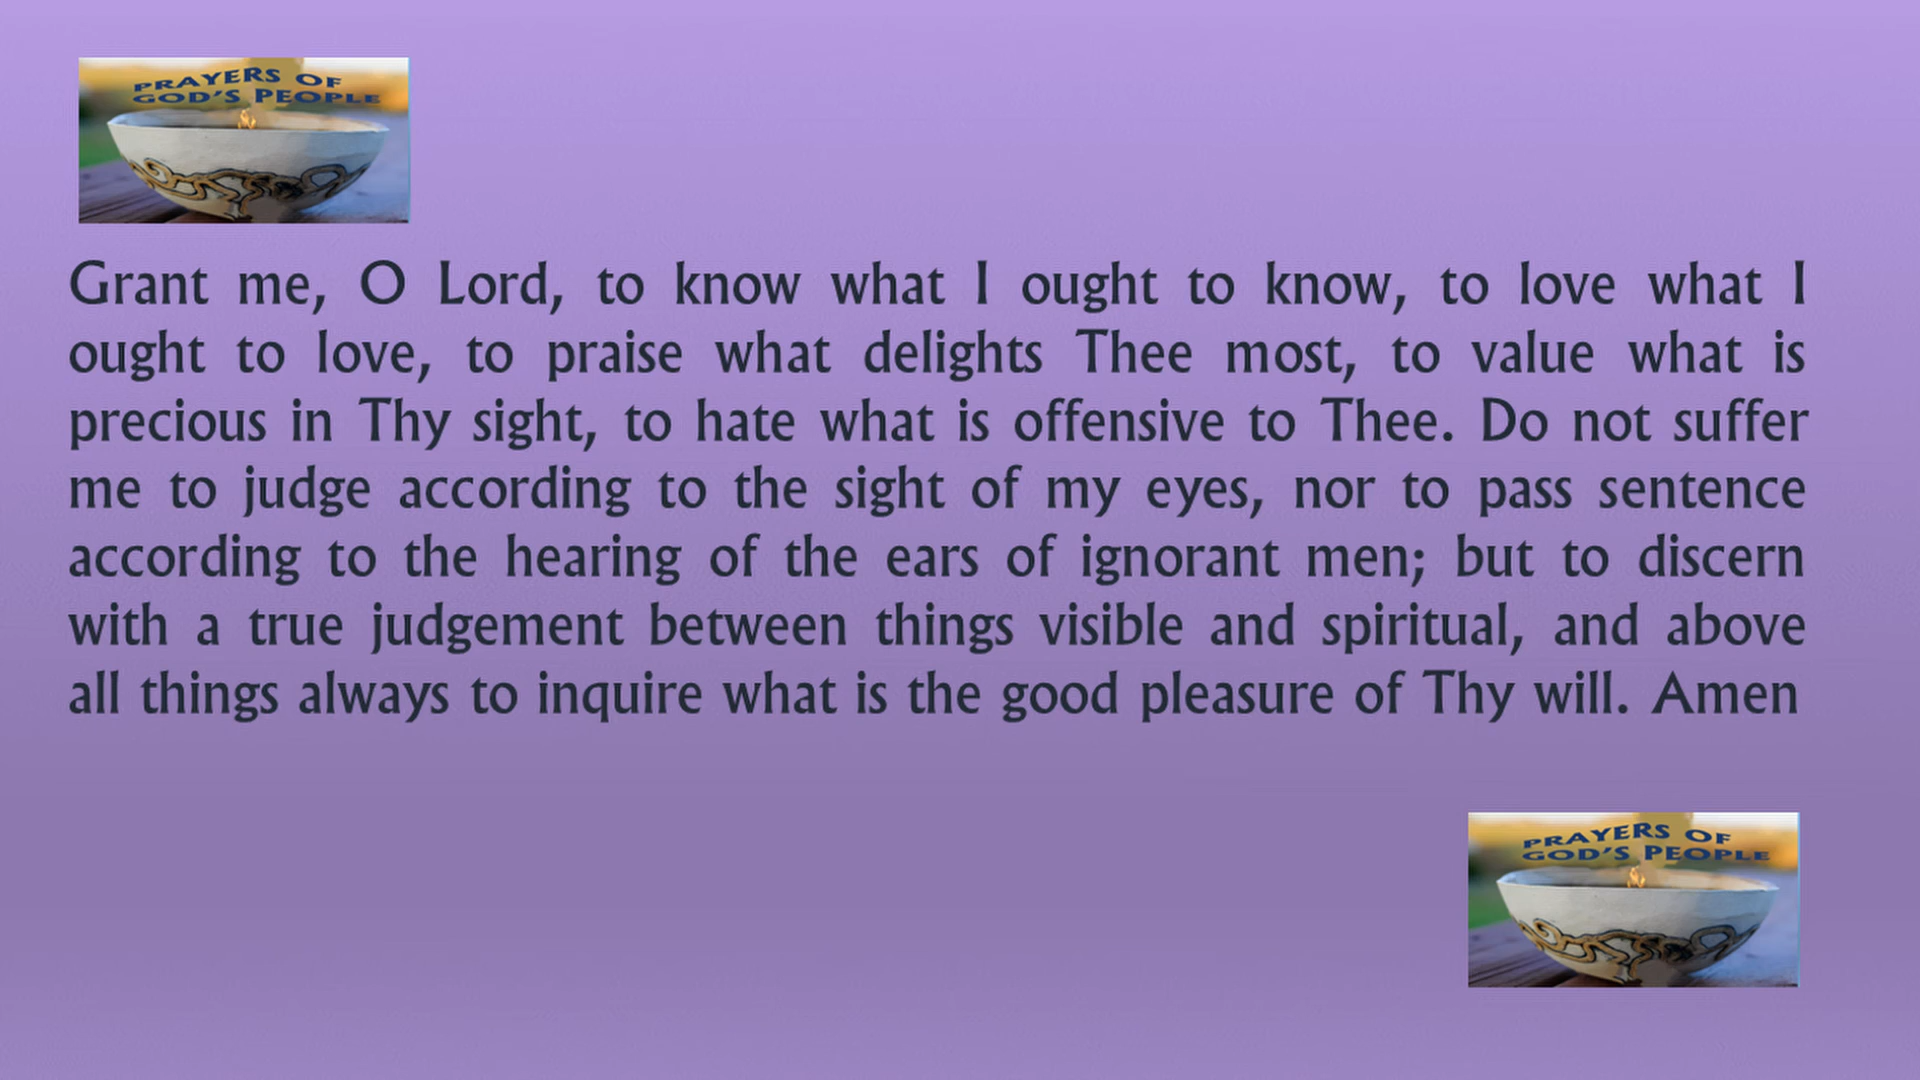 PRAYERS OF
GOD'S PEOPLE
Grant me, O Lord, to know what I ought to know, to love what I
ought to love, to praise what delights Thee most, to value what is
precious in Thy sight, to hate what is offensive to Thee. Do not suffer
me to judge according to the sight of my eyes, nor to pass sentence
according to the hearing of the ears of ignorant men; but to discern
with a true judgement between things visible and spiritual, and above
all things always to inquire what is the good pleasure of Thy will. Amen
PRAYERS OF
GOD'S PEOPLE